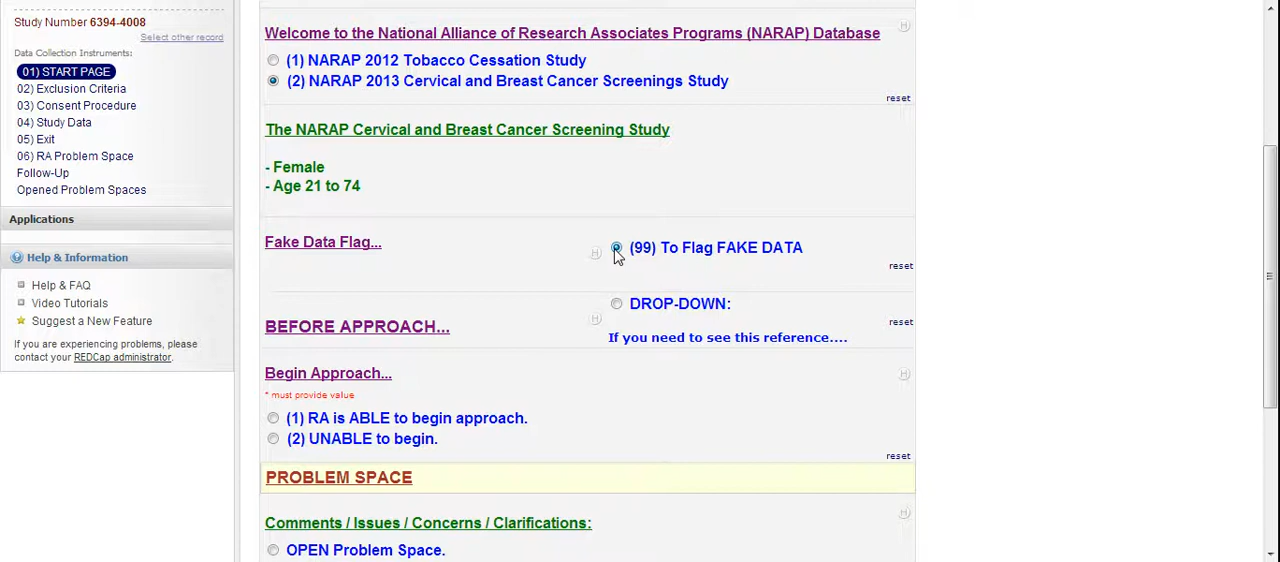 Study Number 6394-4008
Select other record
Data Collection Instruments:
01) START PAGE
02) Exclusion Criteria
03) Consent Procedure
04) Study Data
05) Exit
06) RA Problem Space
Follow-Up
Opened Problem Spaces
Applications
Help & Information
Help & FAQ
Video Tutorials
Suggest a New Feature
If you are experiencing problems, please
contact your REDCap administrator.
Welcome to the National Alliance of Research Associates Programs (NARAP) Database
H
(1) NARAP 2012 Tobacco Cessation Study
(2) NARAP 2013 Cervical and Breast Cancer Screenings Study
reset
The NARAP Cervical and Breast Cancer Screening Study
- Female
- Age 21 to 74
Fake Data Flag...
H
(99) To Flag FAKE DATA
reset
BEFORE APPROACH...
H
DROP-DOWN:
reset
If you need to see this reference....
Begin Approach...
H
* must provide value
(1) RA is ABLE to begin approach.
(2) UNABLE to begin.
reset
PROBLEM SPACE
Comments / Issues / Concerns / Clarifications:
H
OPEN Problem Space.